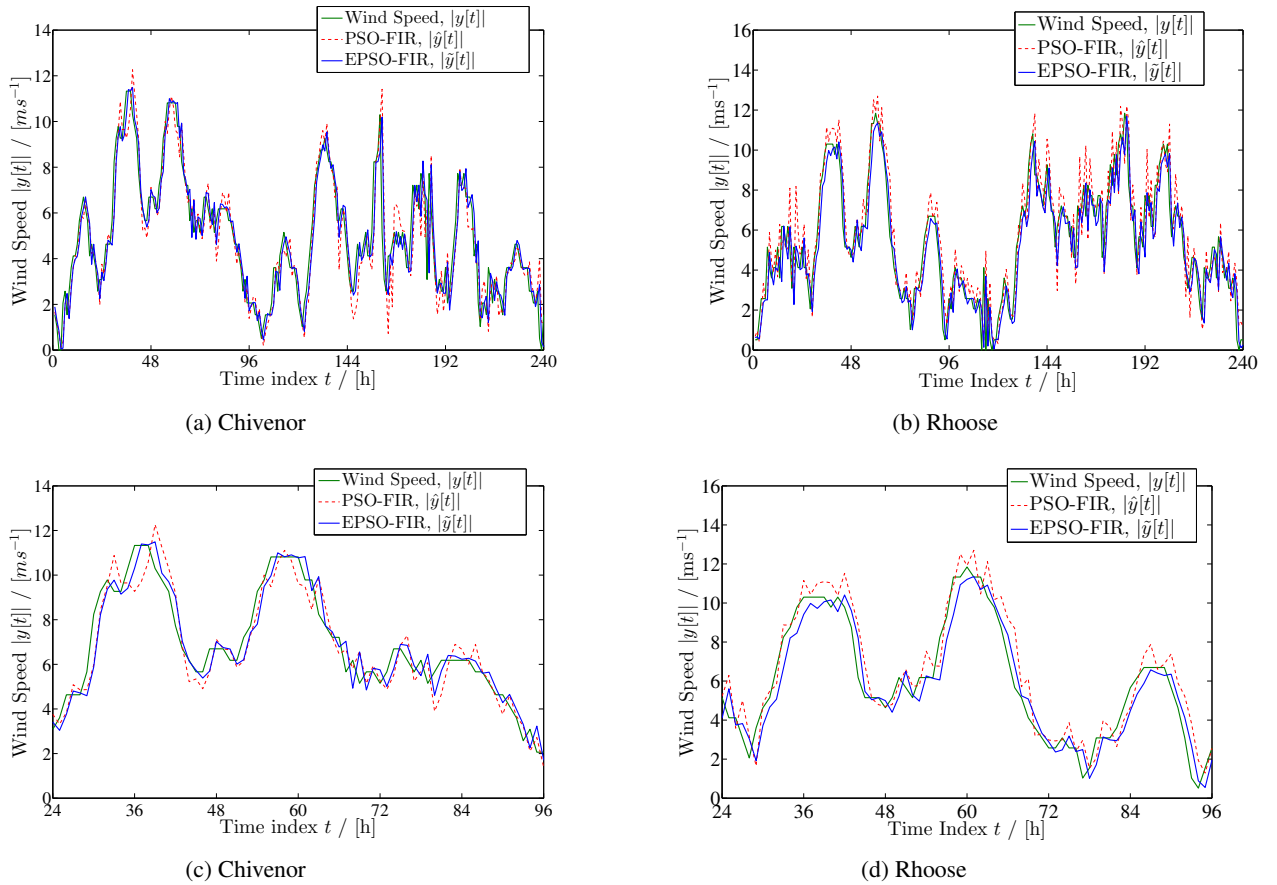 Wind Speed, |y[t]|
PSO-FIR, |ŷ[t]|
EPSO-FIR, |ỹ[t]|
Wind Speed |y[t]| / [ms⁻¹]
14
12
10
8
6
4
2
0
0 48 96 144 192 240
Time index t / [h]
(a) Chivenor
Wind Speed, |y[t]|
PSO-FIR, |ŷ[t]|
EPSO-FIR, |ỹ[t]|
Wind Speed |y[t]| / [ms⁻¹]
16
14
12
10
8
6
4
2
0
0 48 96 144 192 240
Time Index t / [h]
(b) Rhoose
Wind Speed, |y[t]|
PSO-FIR, |ŷ[t]|
EPSO-FIR, |ỹ[t]|
Wind Speed |y[t]| / [ms⁻¹]
14
12
10
8
6
4
2
0
24 36 48 60 72 84 96
Time index t / [h]
(c) Chivenor
Wind Speed, |y[t]|
PSO-FIR, |ŷ[t]|
EPSO-FIR, |ỹ[t]|
Wind Speed |y[t]| / [ms⁻¹]
16
14
12
10
8
6
4
2
0
24 36 48 60 72 84 96
Time Index t / [h]
(d) Rhoose